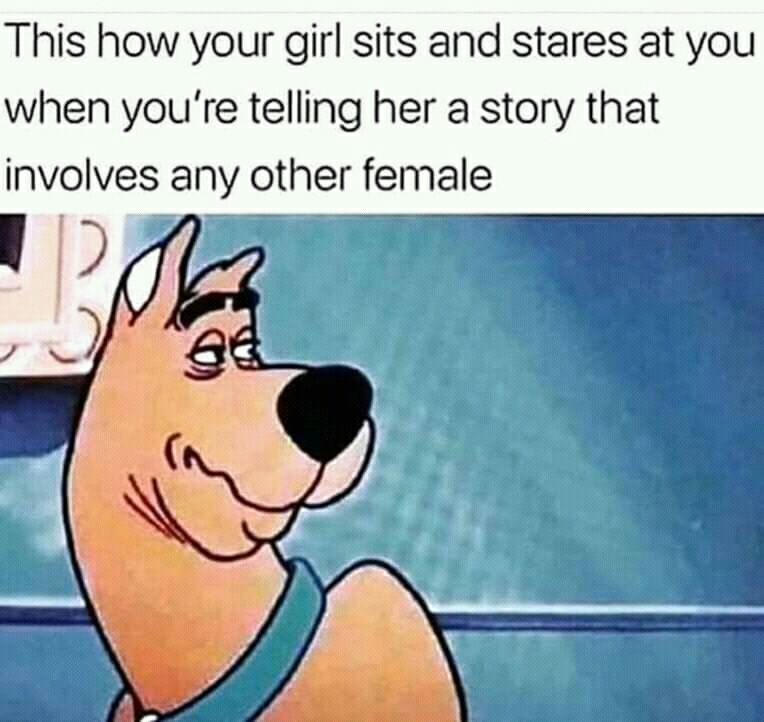 This how your girl sits and stares at you
when you're telling her a story that
involves any other female